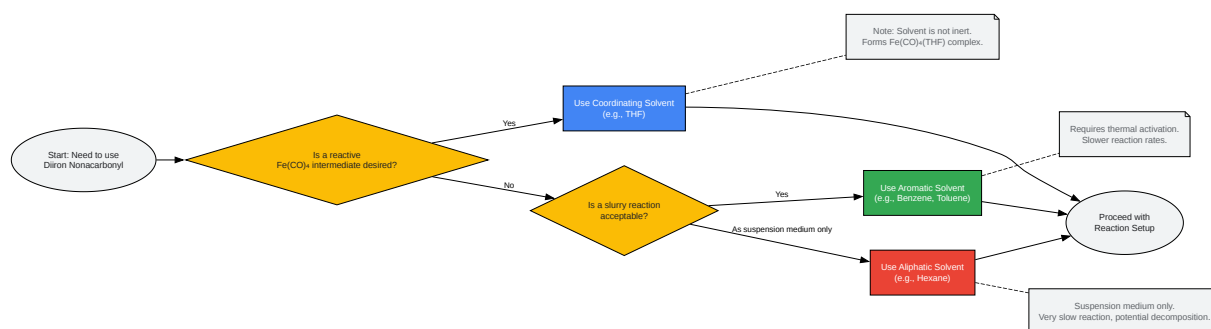 Start: Need to use
Diiron Nonacarbonyl
Is a reactive
Fe(CO)₄ intermediate desired?
Yes
No
Use Coordinating Solvent
(e.g., THF)
Note: Solvent is not inert.
Forms Fe(CO)₄(THF) complex.
Is a slurry reaction
acceptable?
Yes
As suspension medium only
Use Aromatic Solvent
(e.g., Benzene, Toluene)
Requires thermal activation.
Slower reaction rates.
Use Aliphatic Solvent
(e.g., Hexane)
Suspension medium only.
Very slow reaction, potential decomposition.
Proceed with
Reaction Setup